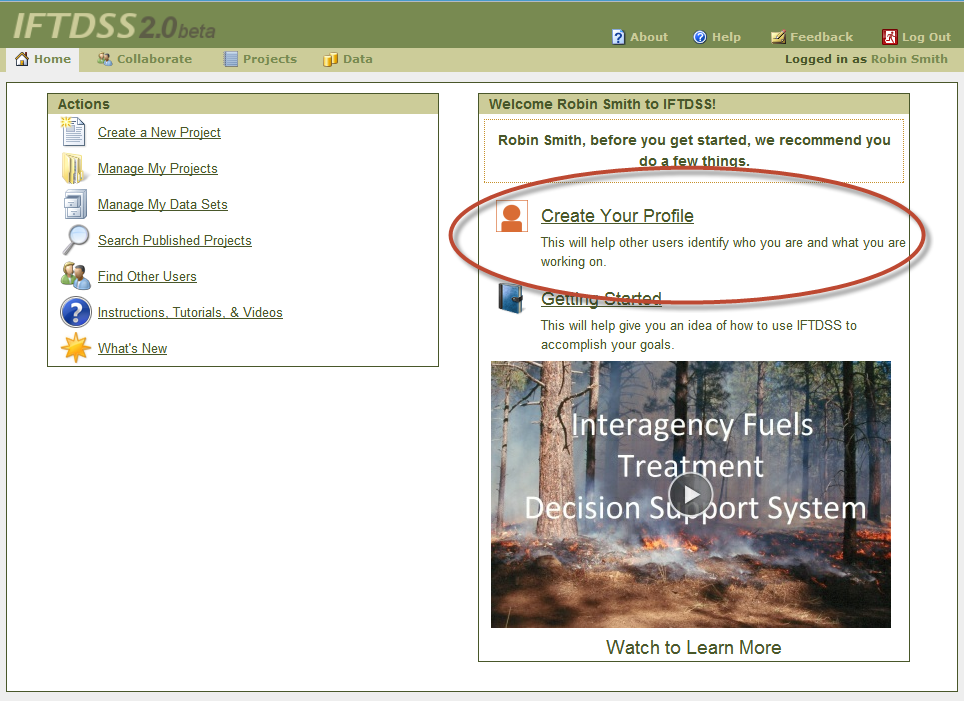 IFTDSS 2.0 beta
About Help Feedback Log Out
Home Collaborate Projects Data Logged in as Robin Smith
Actions
Create a New Project
Manage My Projects
Manage My Data Sets
Search Published Projects
Find Other Users
Instructions, Tutorials, & Videos
What's New
Welcome Robin Smith to IFTDSS!
Robin Smith, before you get started, we recommend you
do a few things.
Create Your Profile
This will help other users identify who you are and what you are
working on.
Getting Started
This will help give you an idea of how to use IFTDSS to
accomplish your goals.
Interagency Fuels
Treatment
Decision Support System
Watch to Learn More